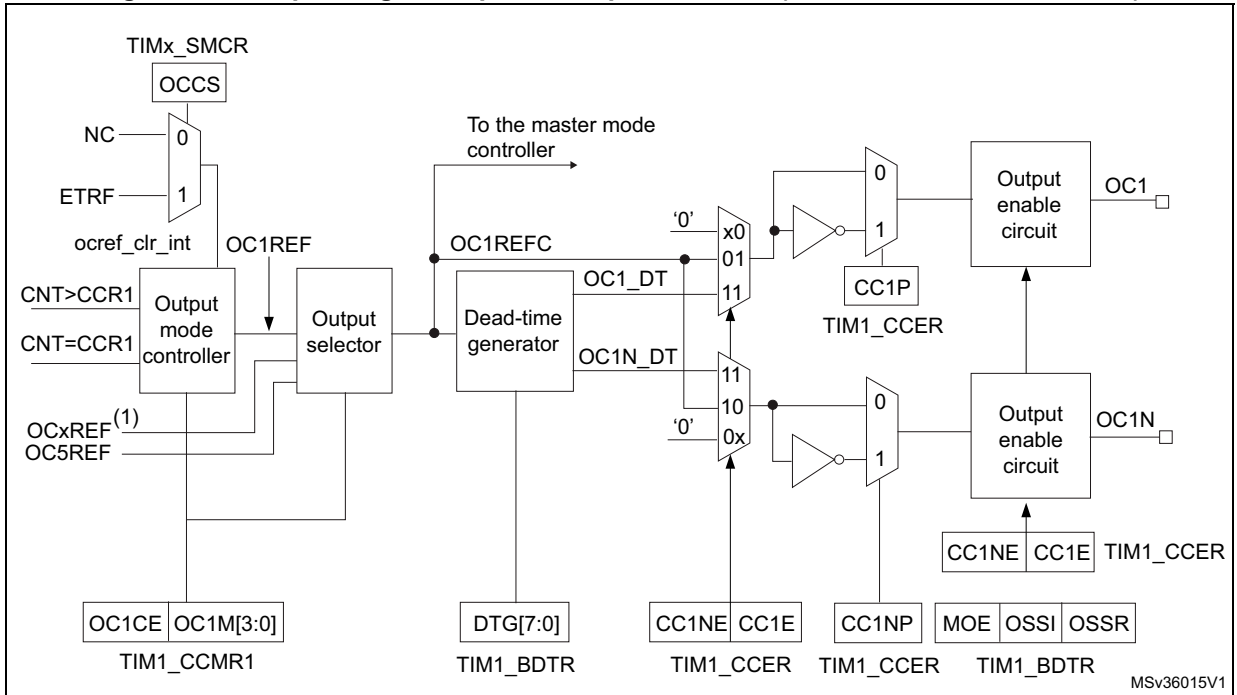 TIMx_SMCR
OCCS
NC
0
ETRF
1
ocref_clr_int
To the master mode
controller
OC1REF
OC1REFC
CNT>CCR1
CNT=CCR1
Output
mode
controller
Output
selector
Dead-time
generator
OC1_DT
OC1N_DT
OCxREF(1)
OC5REF
'0'
x0
01
11
11
10
'0'
0x
0
1
CC1P
TIM1_CCER
0
1
Output
enable
circuit
OC1
Output
enable
circuit
OC1N
CC1NE CC1E TIM1_CCER
OC1CE OC1M[3:0]
TIM1_CCMR1
DTG[7:0]
TIM1_BDTR
CC1NE CC1E
TIM1_CCER
CC1NP
TIM1_CCER
MOE OSSI OSSR
TIM1_BDTR
MSv36015V1